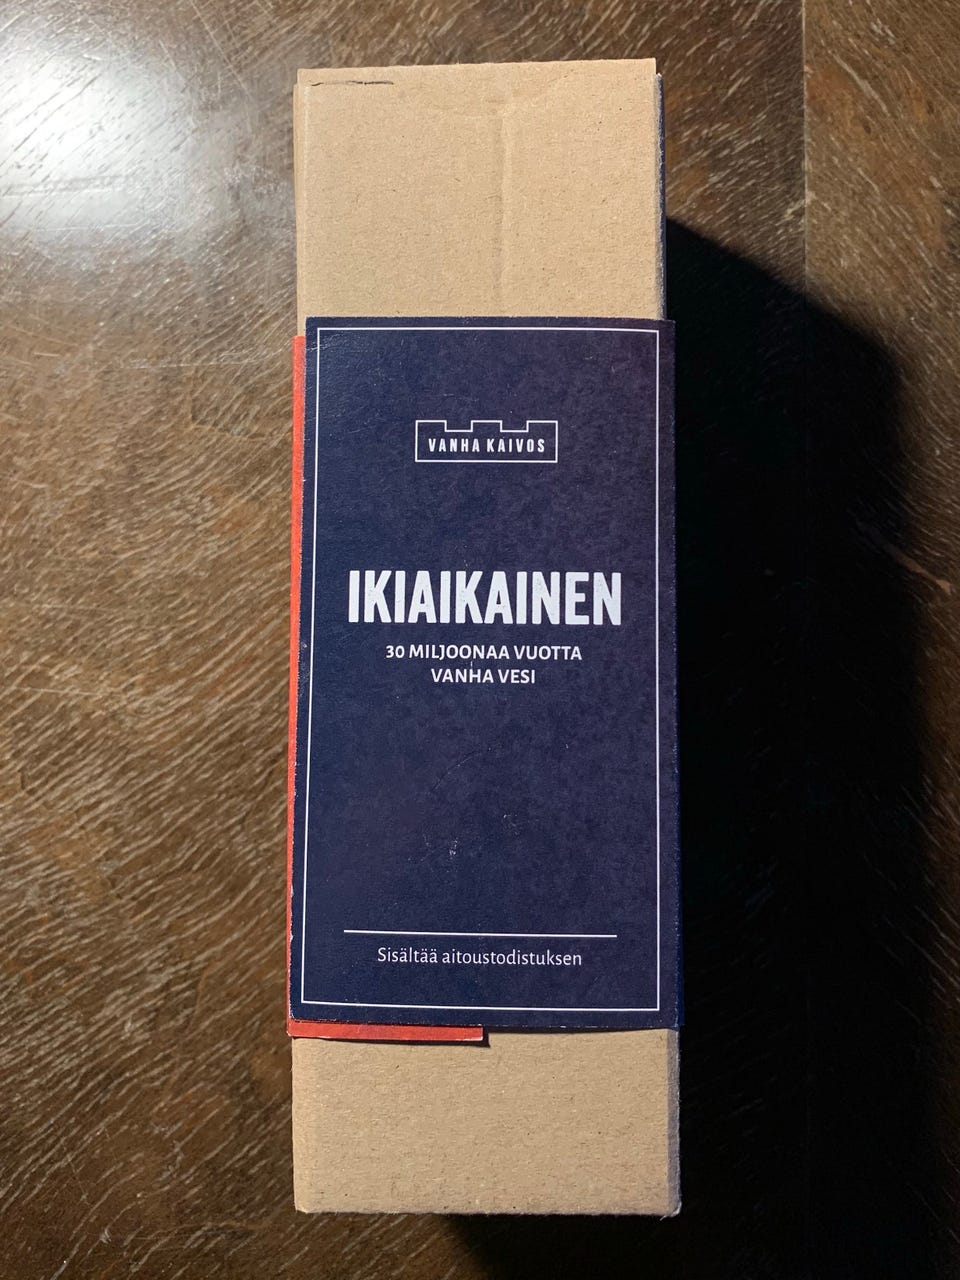 VANHA KAIVOS
IKIAIKAINEN
30 MILJOONAA VUOTTA
VANHA VESI
Sisältää aitoustodistuksen